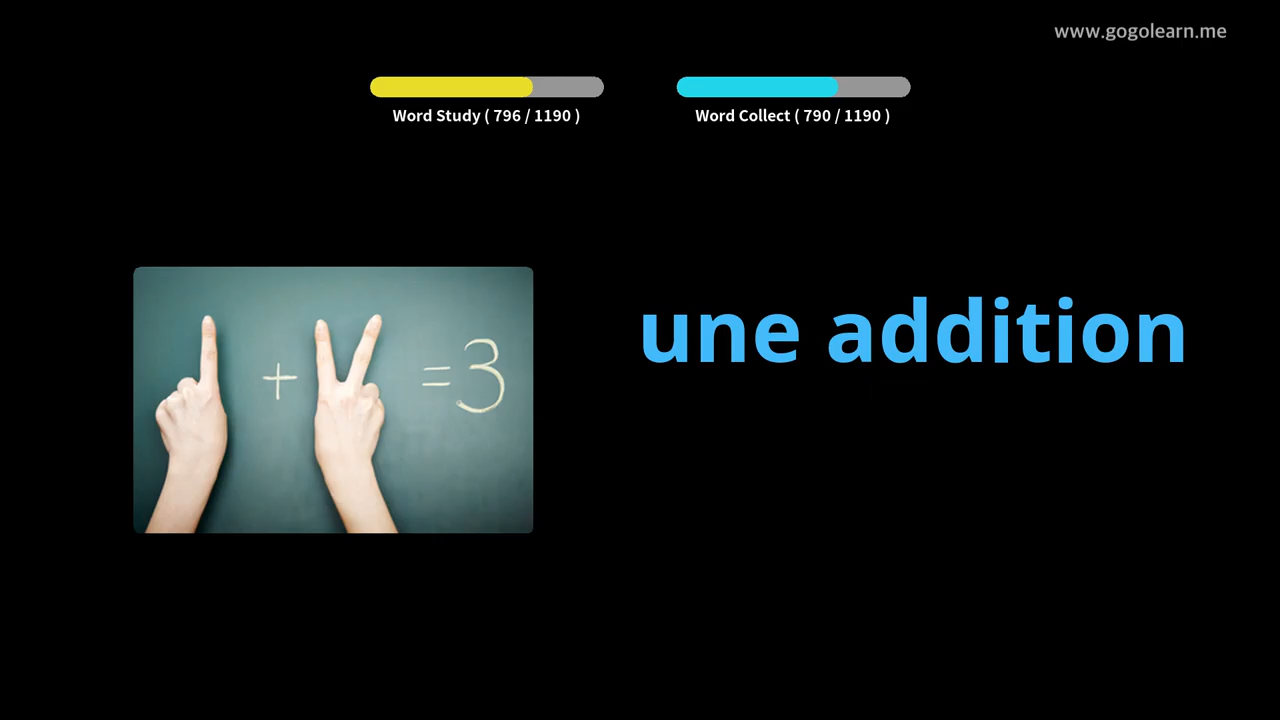 www.gogolearn.me
Word Study ( 796 / 1190 )
Word Collect ( 790 / 1190 )
une addition
+ = 3